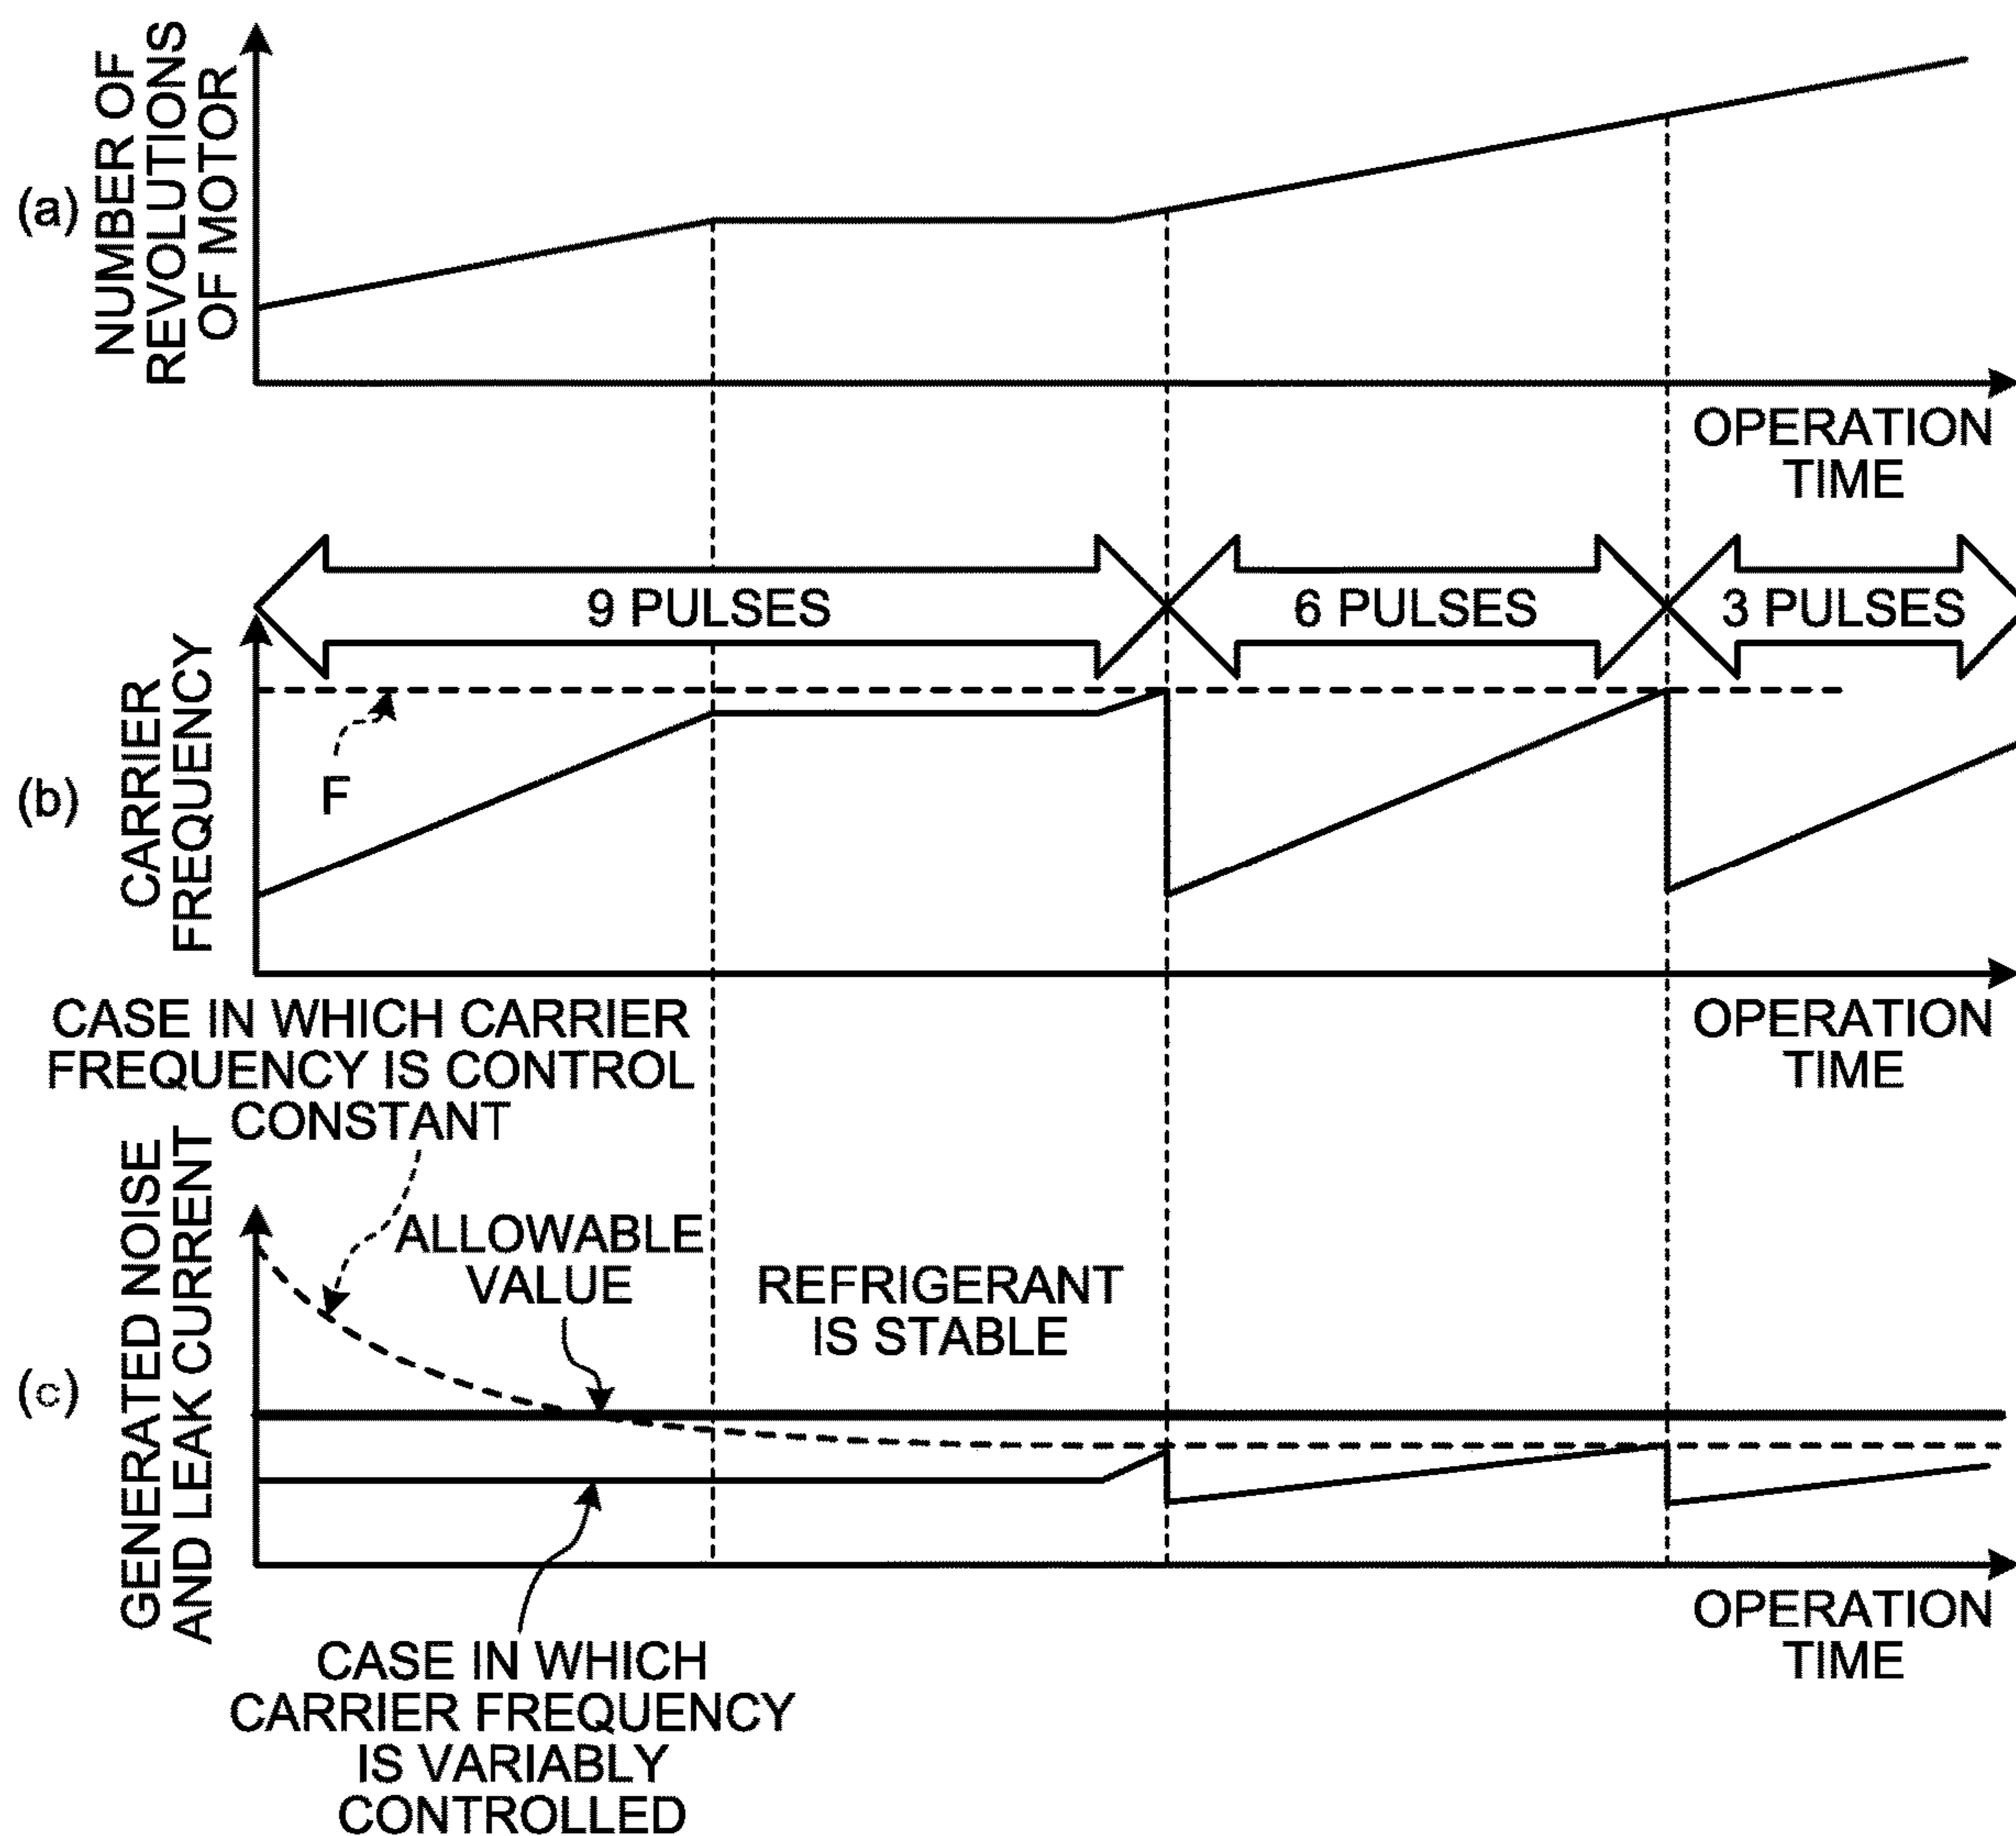 (a)
NUMBER OF
REVOLUTIONS
OF MOTOR
OPERATION
TIME
9 PULSES
6 PULSES
3 PULSES
(b)
CARRIER
FREQUENCY
F
OPERATION
TIME
CASE IN WHICH CARRIER
FREQUENCY IS CONTROL
CONSTANT
(c)
GENERATED NOISE
AND LEAK CURRENT
ALLOWABLE
VALUE
REFRIGERANT
IS STABLE
OPERATION
TIME
CASE IN WHICH
CARRIER FREQUENCY
IS VARIABLY
CONTROLLED